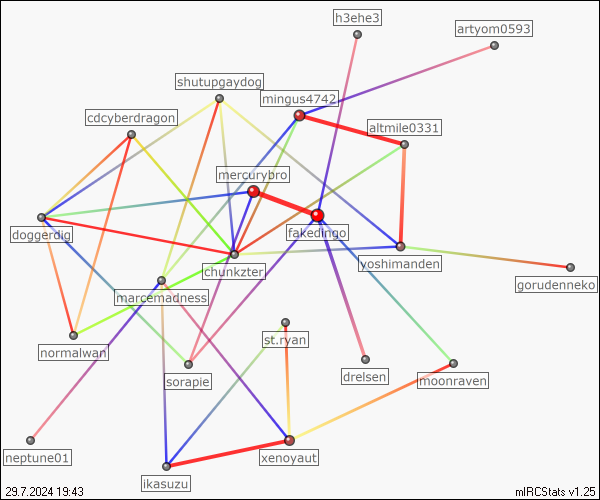 h3ehe3
artyom0593
shutupgaydog
mingus4742
cdcyberdragon
altmile0331
mercurybro
doggerdig
fakedingo
yoshimanden
chunkzter
gorudenneko
marcemadness
st.ryan
normalwan
sorapie
drelsen
moonraven
neptune01
xenoyaut
ikasuzu
29.7.2024 19:43
mIRCStats v1.25